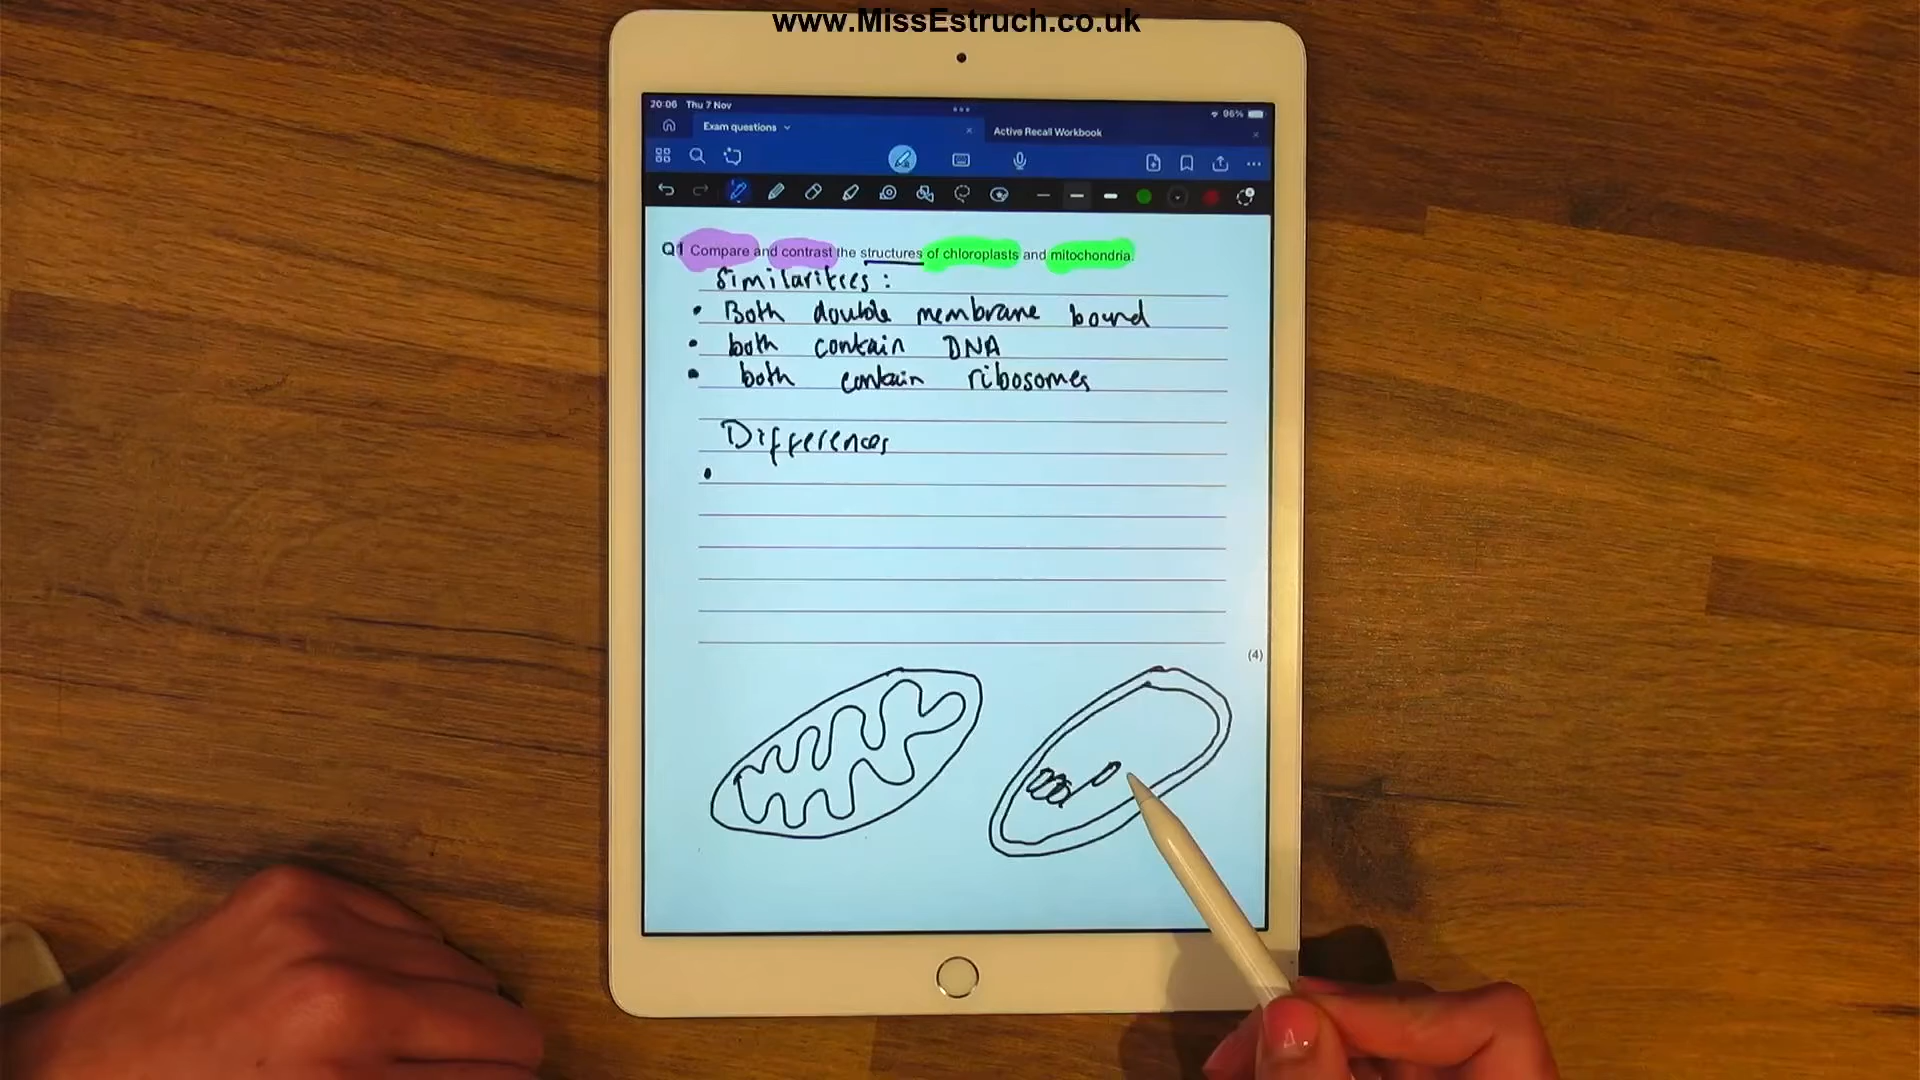 www.MissEstruch.co.uk
20:06 Thu 7 Nov
96%
Exam questions
Active Recall Workbook
Q1 Compare and contrast the structures of chloroplasts and mitochondria.
Similarities:
• Both double membrane bound
• both contain DNA
• both contain ribosomes
Differences
•
(4)